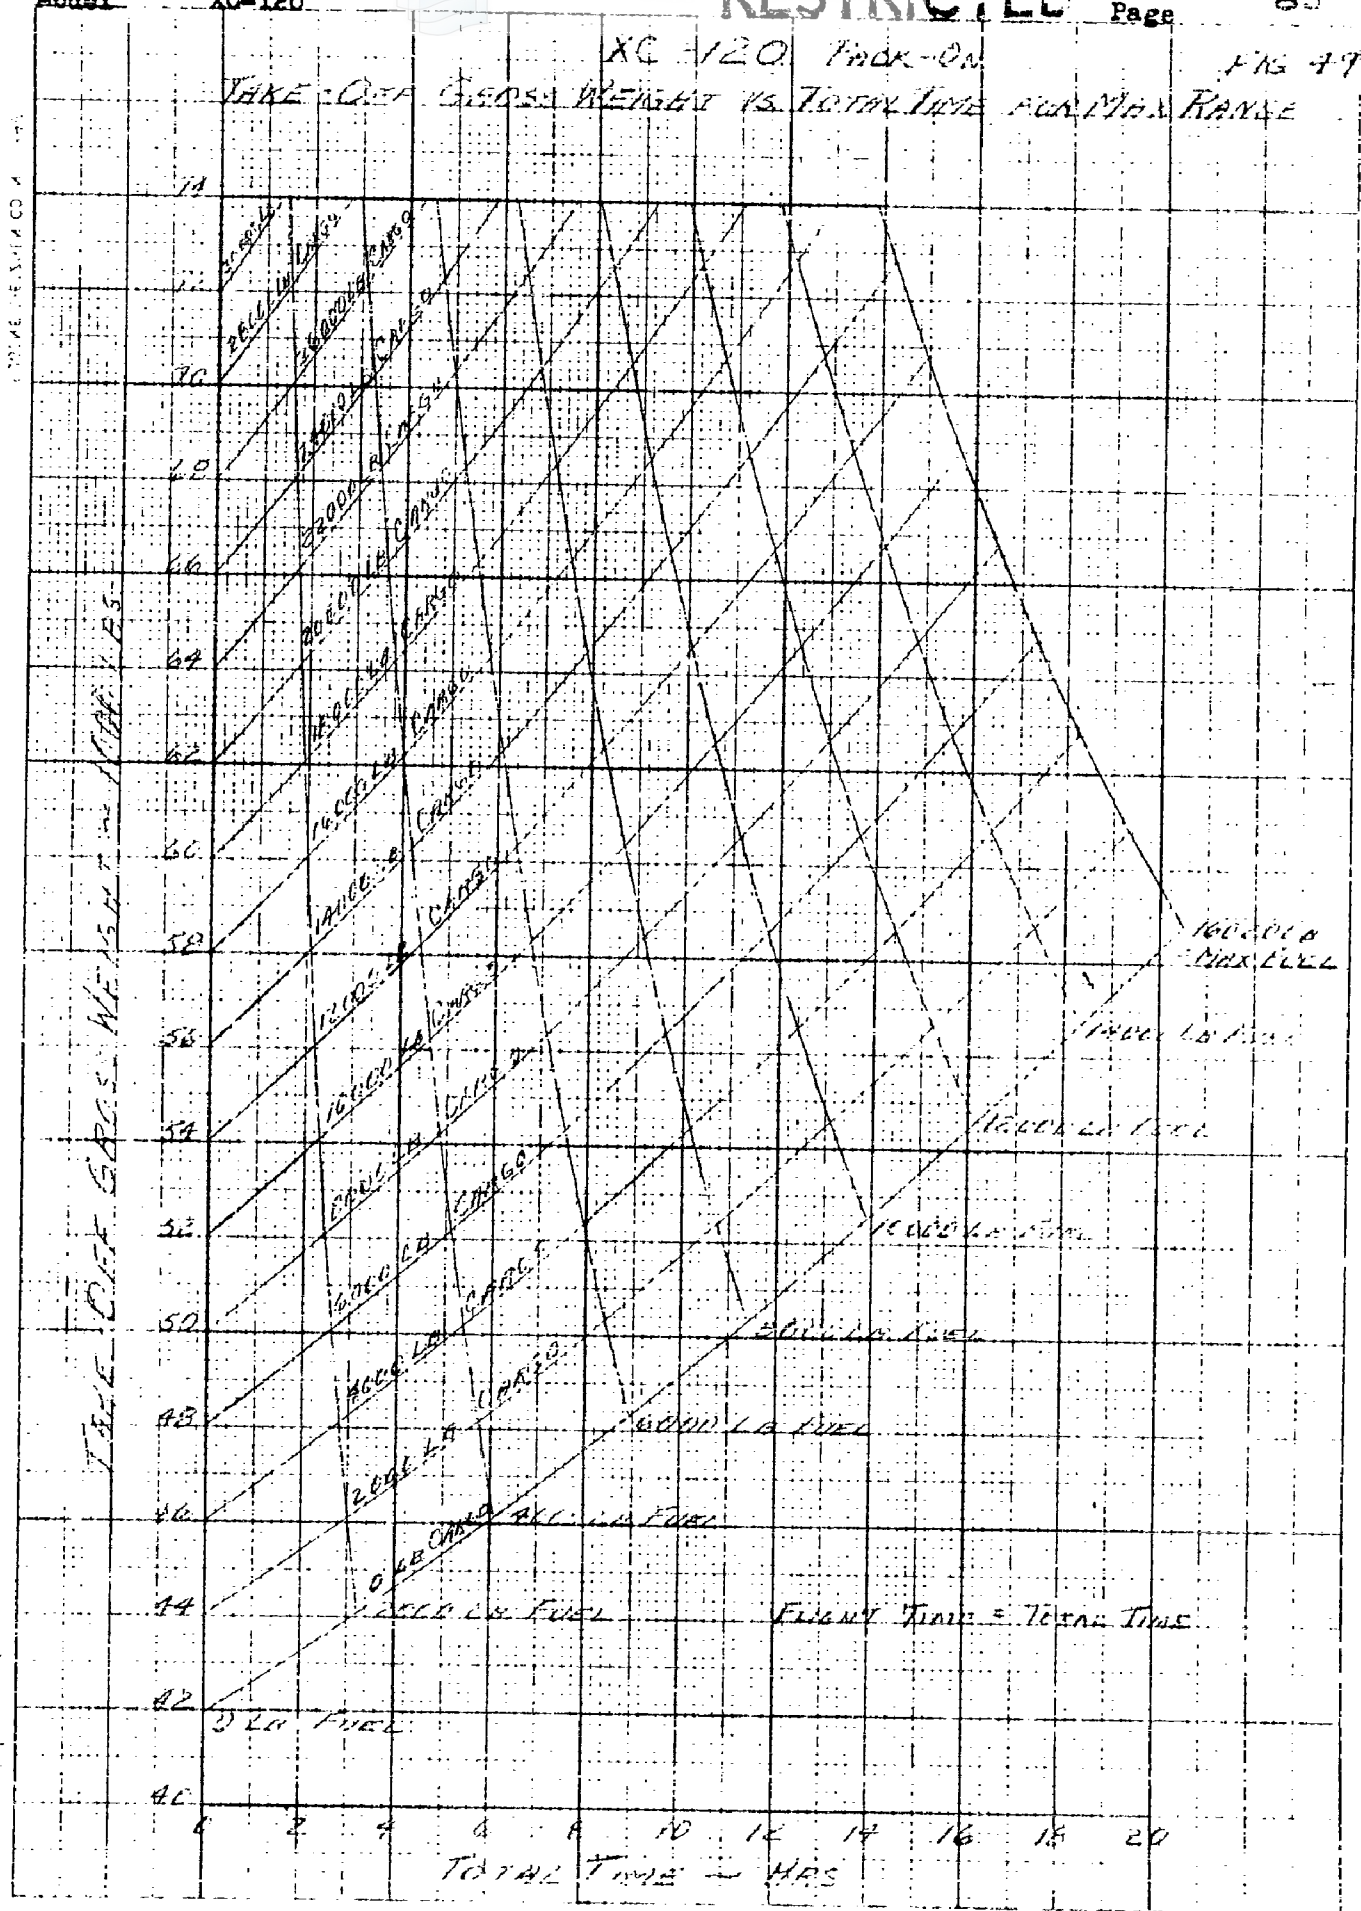 Model XC-120 RESTRICTED Page
XC-120 PACK-ON
FIG 49
TAKE-OFF GROSS WEIGHT VS TOTAL TIME FOR MAX RANGE
74
70
68
66
64
62
60
58
56
54
52
50
48
46
44
42
40
TAKE-OFF GROSS WEIGHT ~
28000 LB CARGO
26000 LB CARGO
24000 LB CARGO
22000 LB CARGO
20000 LB CARGO
18000 LB CARGO
16000 LB CARGO
14000 LB CARGO
12000 LB CARGO
10000 LB CARGO
8000 LB CARGO
6000 LB CARGO
4000 LB CARGO
2000 LB CARGO
0 LB CARGO
16000 LB
MAX FUEL
14000 LB FUEL
12000 LB FUEL
10000 LB FUEL
8000 LB FUEL
6000 LB FUEL
4000 LB FUEL
2000 LB FUEL
0 LB FUEL
FLIGHT TIME = TOTAL TIME
0 2 4 6 8 10 12 14 16 18 20
TOTAL TIME ~ HRS